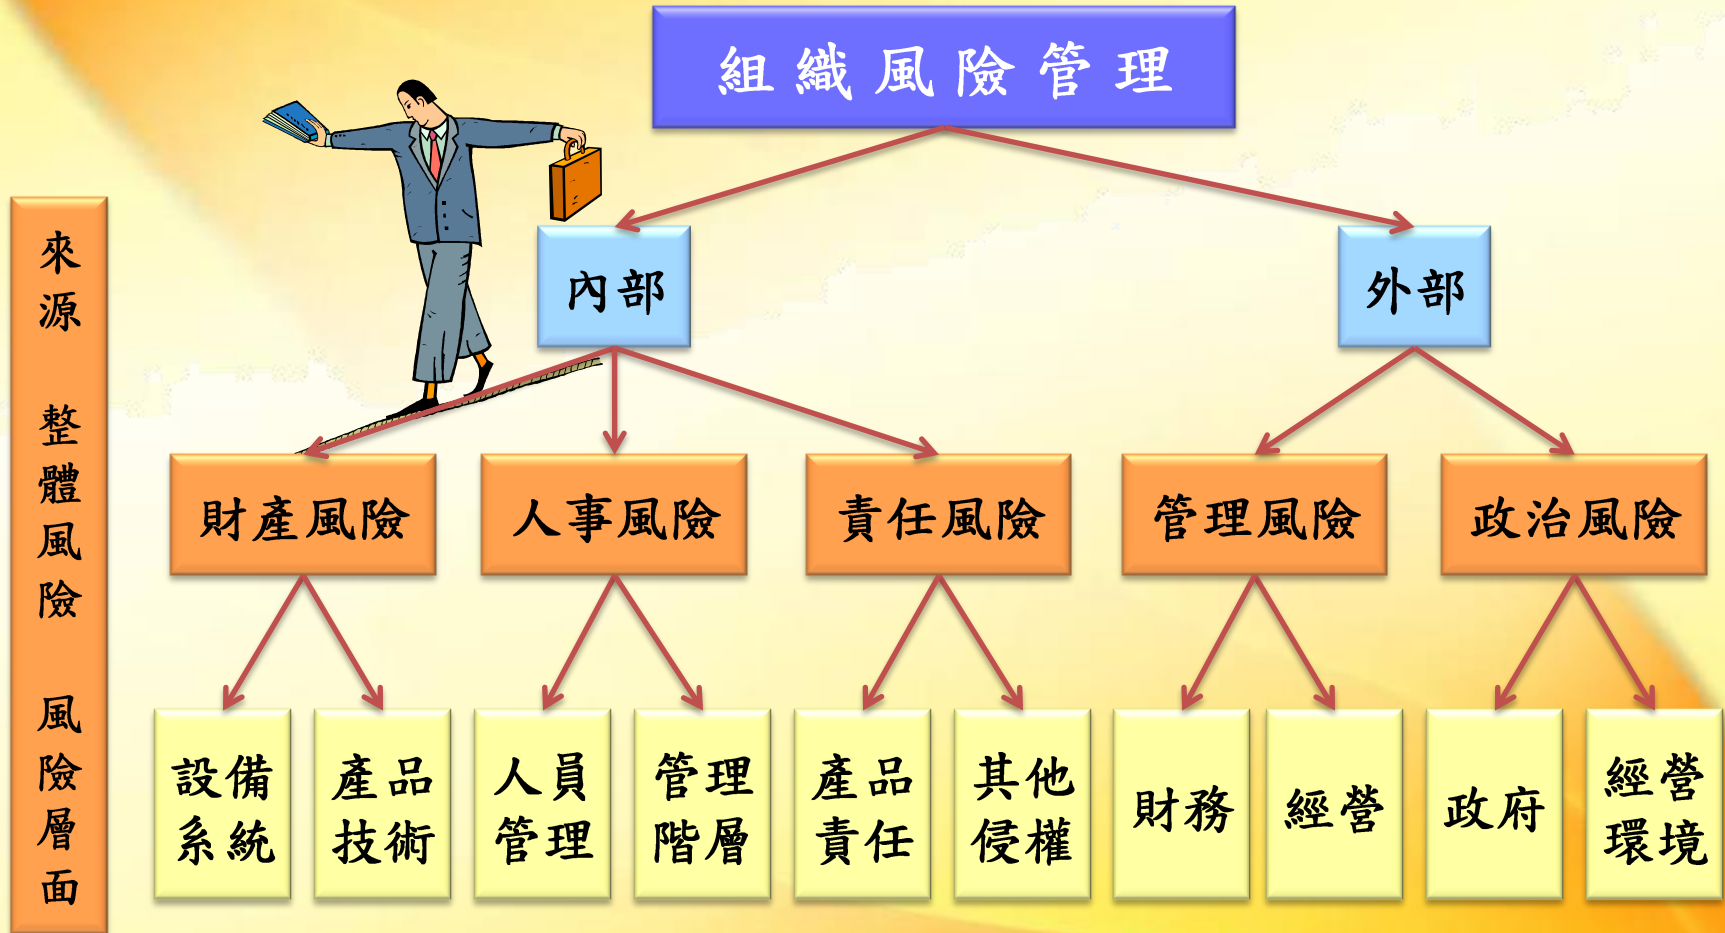 組織風險管理
來源
整體風險
風險層面
內部
外部
財產風險
人事風險
責任風險
管理風險
政治風險
設備
系統
產品
技術
人員
管理
管理
階層
產品
責任
其他
侵權
財務
經營
政府
經營
環境